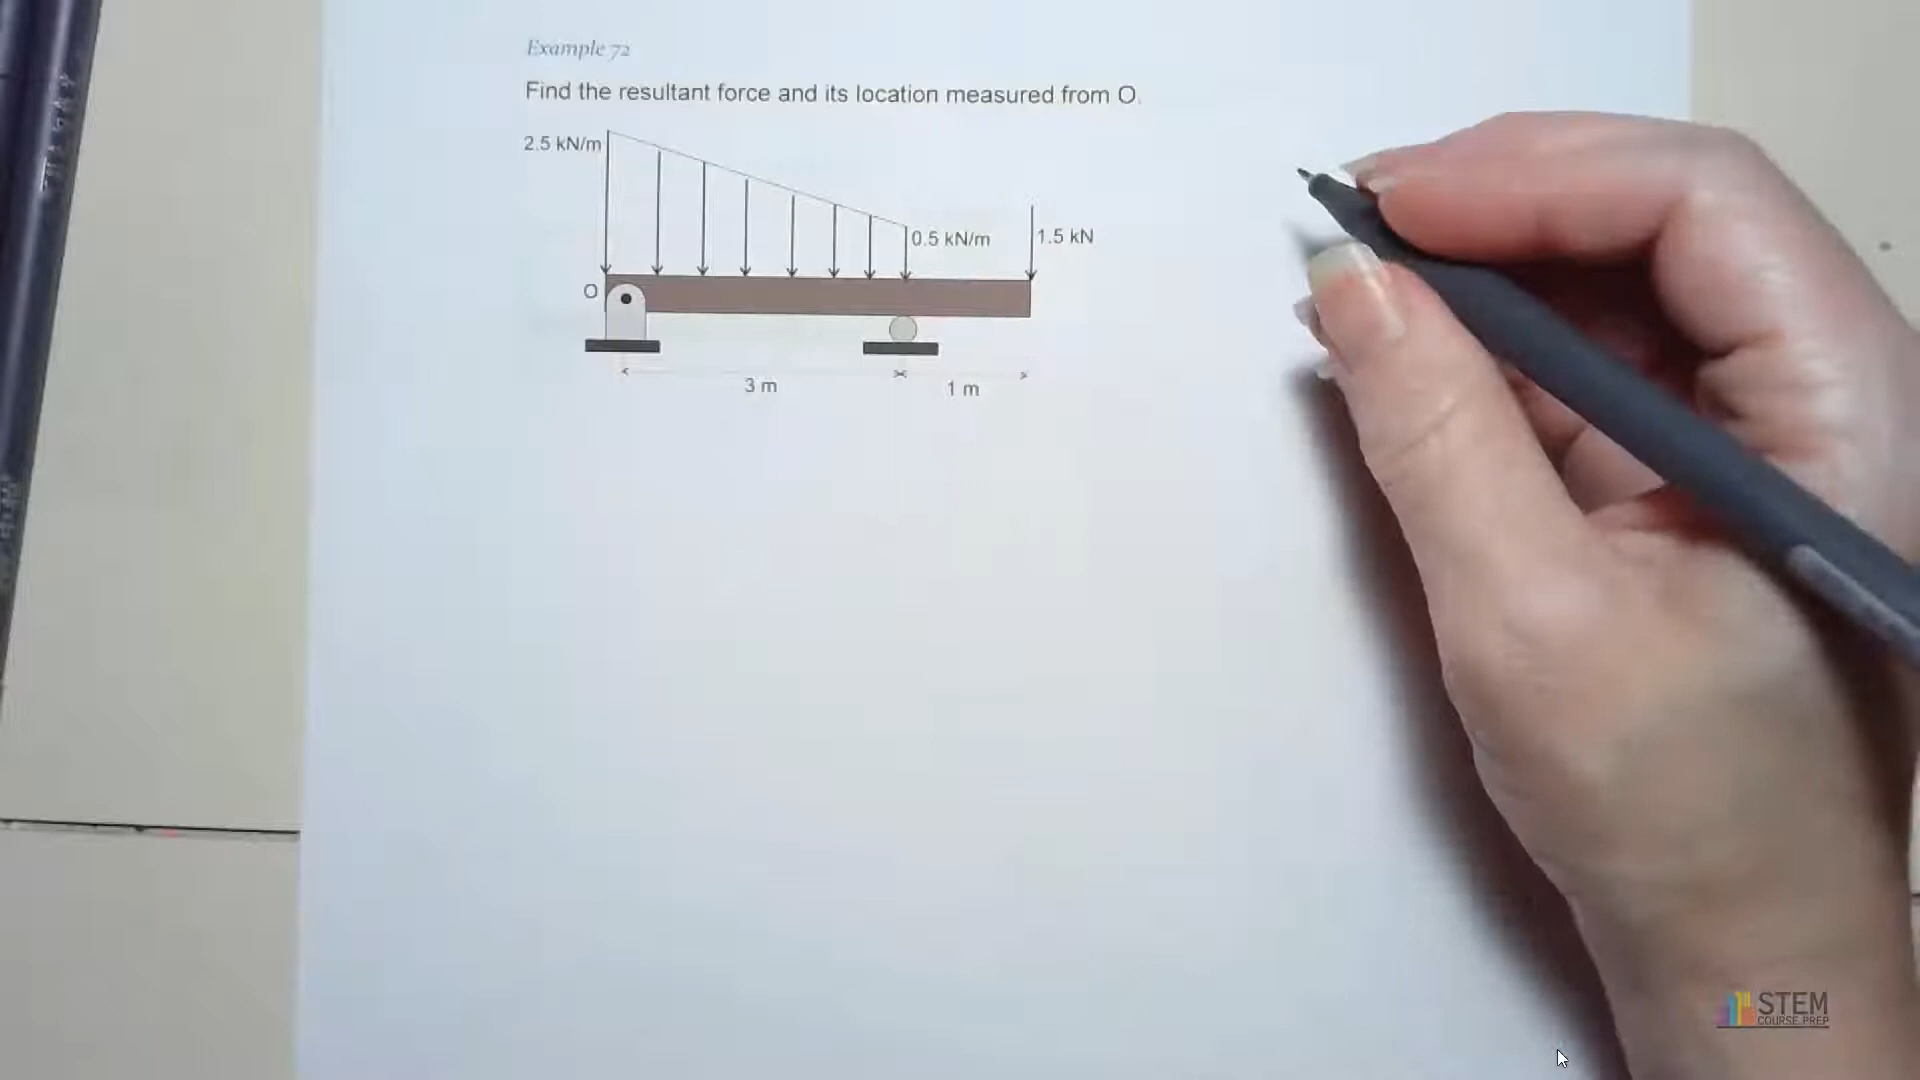 Example 72
Find the resultant force and its location measured from O.
2.5 kN/m
0.5 kN/m
1.5 kN
O
3 m
1 m
STEM
COURSE PREP